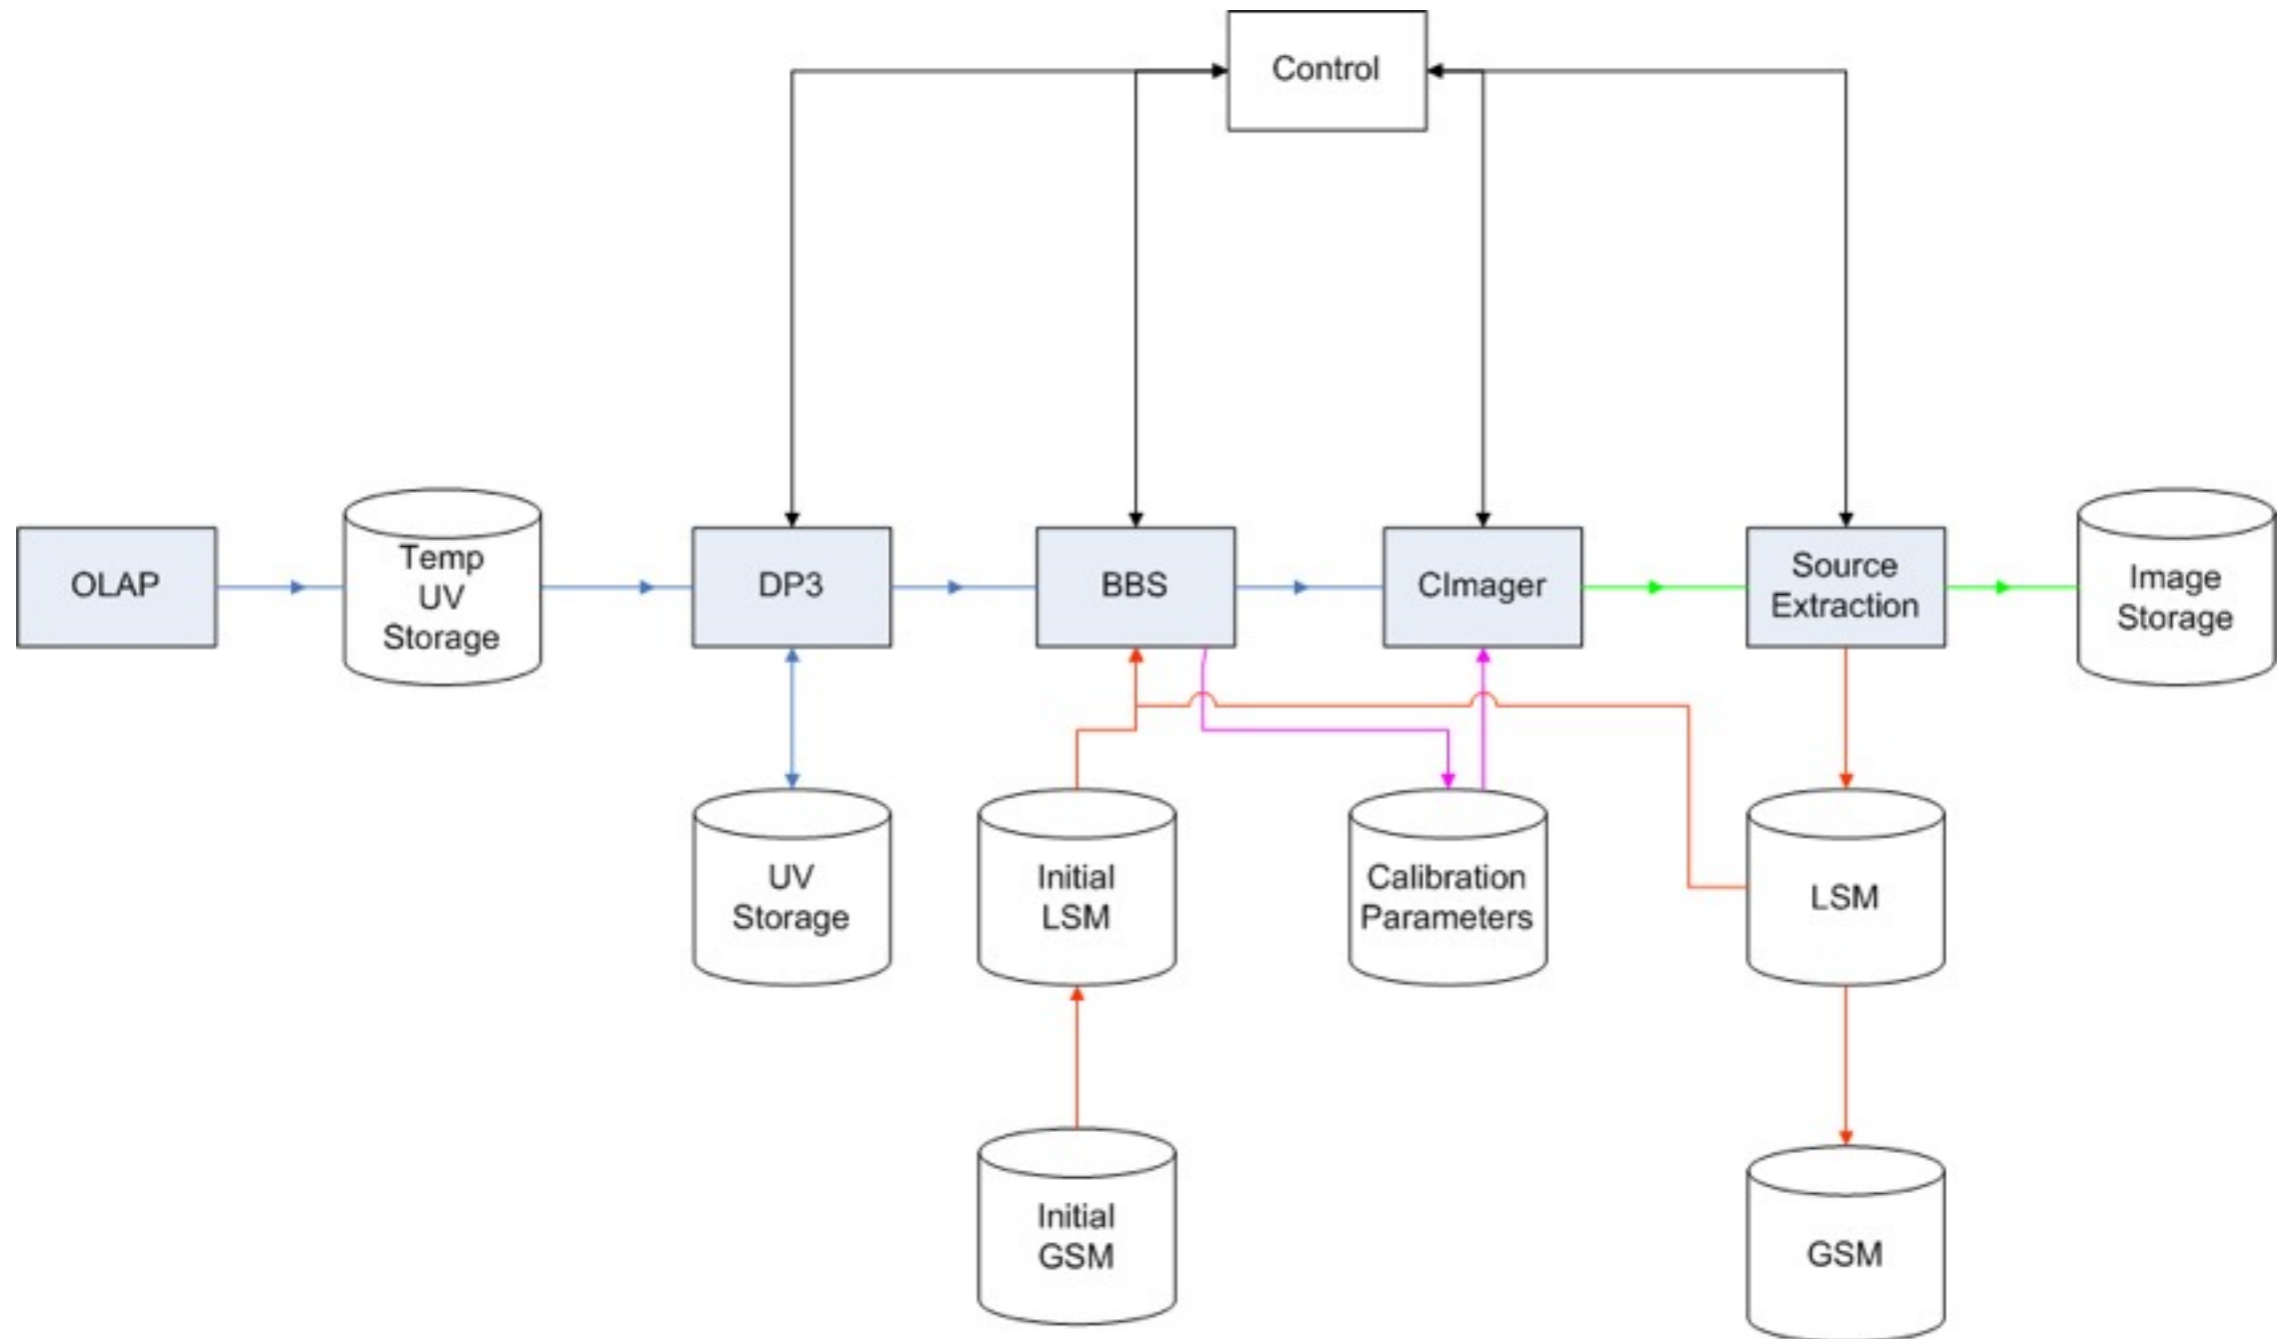 Control
OLAP
Temp
UV
Storage
DP3
BBS
CImager
Source
Extraction
Image
Storage
UV
Storage
Initial
LSM
Calibration
Parameters
LSM
Initial
GSM
GSM